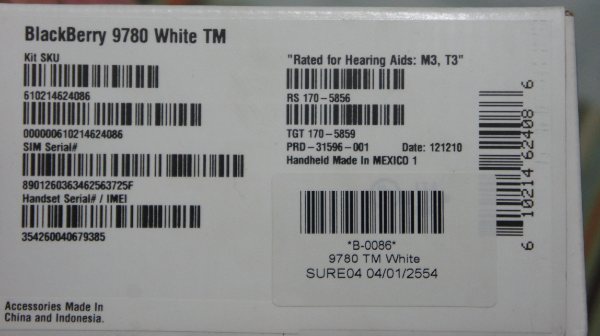 BlackBerry 9780 White TM
Kit SKU
610214624086
000000610214624086
SIM Serial#
8901260363462563725F
Handset Serial# / IMEI
354260040679385
"Rated for Hearing Aids: M3, T3"
RS 170-5856
TGT 170-5859
PRD-31596-001 Date: 121210
Handheld Made In MEXICO 1
6 10214 62408 6
*B-0086*
9780 TM White
SURE04 04/01/2554
Accessories Made In
China and Indonesia.